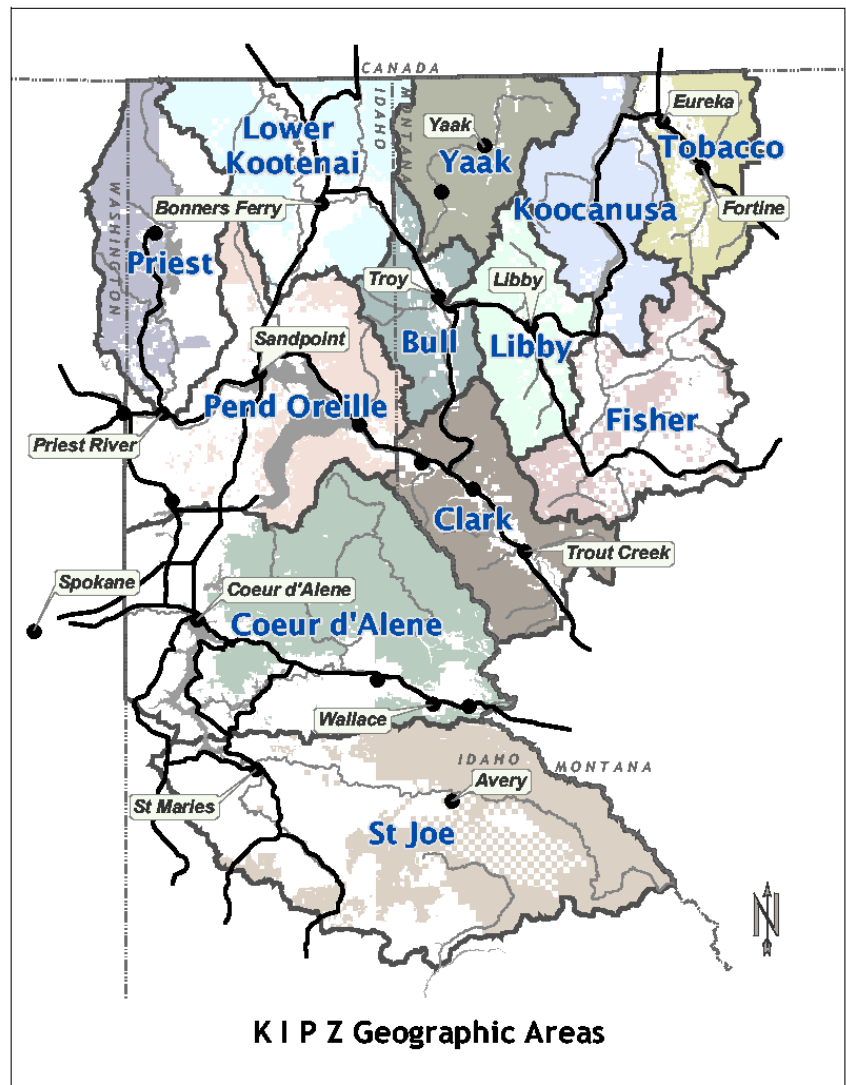 CANADA
IDAHO
MONTANA
WASHINGTON
Lower
Kootenai
Yaak
Yaak
Eureka
Tobacco
Koocanusa
Fortine
Bonners Ferry
Priest
Troy
Libby
Sandpoint
Bull
Libby
Pend Oreille
Fisher
Priest River
Clark
Trout Creek
Spokane
Coeur d'Alene
Coeur d'Alene
Wallace
IDAHO
MONTANA
Avery
St Maries
St Joe
N
K I P Z Geographic Areas